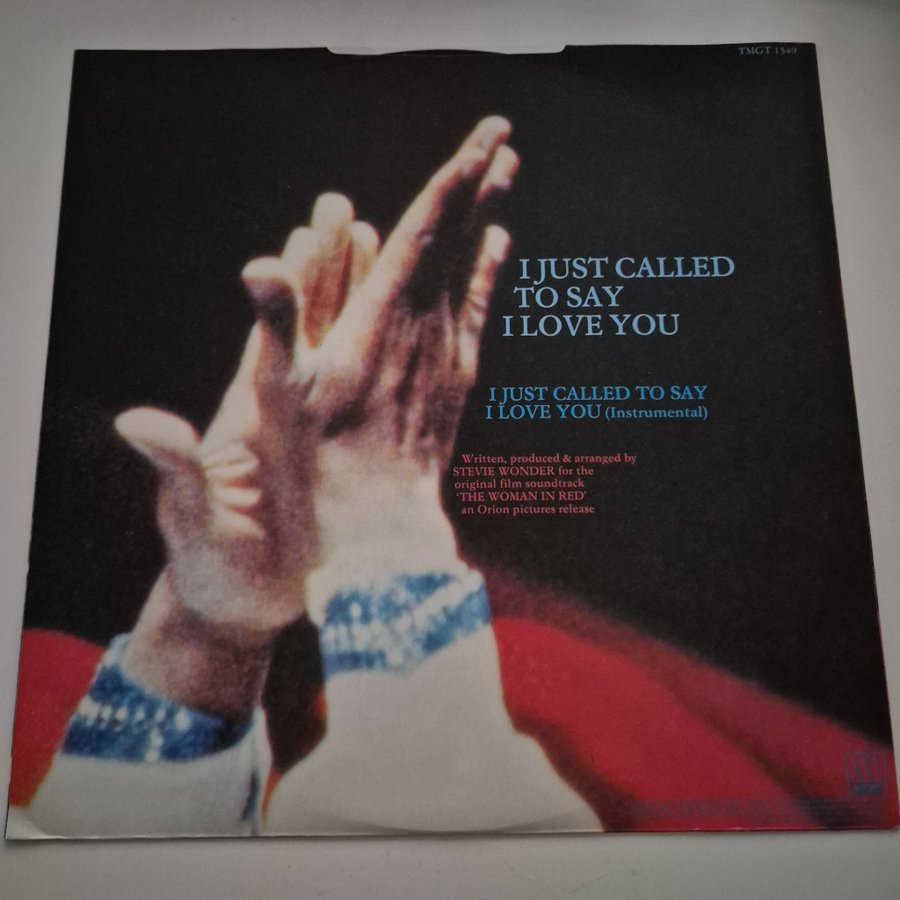 TMGT 1349
I JUST CALLED
TO SAY
I LOVE YOU
I JUST CALLED TO SAY
I LOVE YOU (Instrumental)
Written, produced & arranged by
STEVIE WONDER for the
original film soundtrack
'THE WOMAN IN RED'
an Orion pictures release